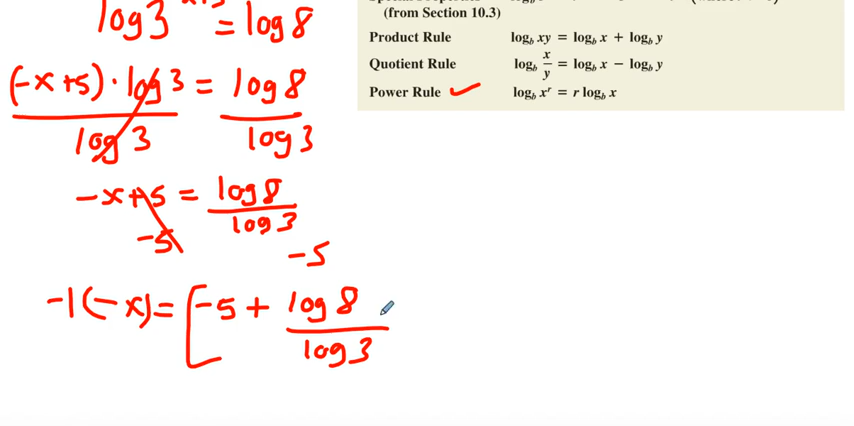 log 3 = log 8
(from Section 10.3)
Product Rule log_b xy = log_b x + log_b y
Quotient Rule log_b x/y = log_b x − log_b y
Power Rule ✓ log_b x^r = r log_b x
(-x+5) · log 3 / log 3 = log 8 / log 3
-x+5 = log 8 / log 3
-5 -5
-1(-x) = [-5 + log 8 / log 3